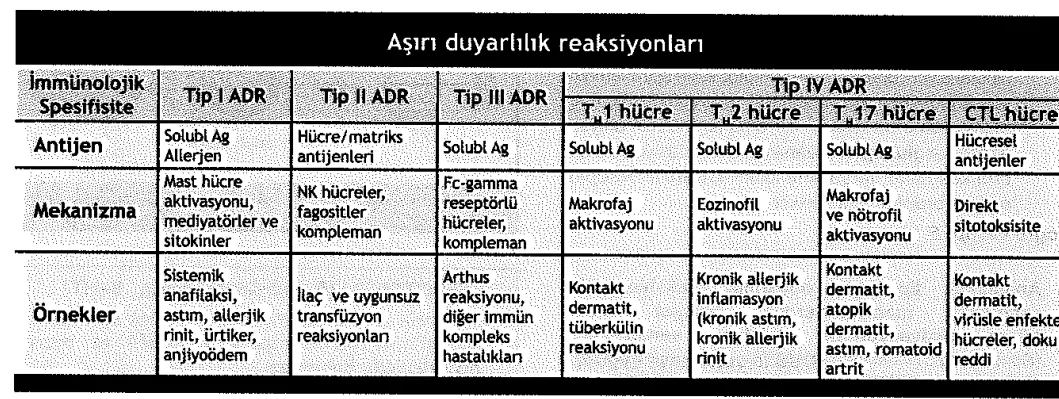 Aşırı duyarlılık reaksiyonları
İmmünolojik
Spesifisite
Tip I ADR
Tip II ADR
Tip III ADR
Tip IV ADR
TH1 hücre
TH2 hücre
TH17 hücre
CTL hücre
Antijen
Solubl Ag
Allerjen
Hücre/matriks
antijenleri
Solubl Ag
Solubl Ag
Solubl Ag
Solubl Ag
Hücresel
antijenler
Mekanizma
Mast hücre
aktivasyonu,
mediyatörler ve
sitokinler
NK hücreler,
fagositler
kompleman
Fc-gamma
reseptörlü
hücreler,
kompleman
Makrofaj
aktivasyonu
Eozinofil
aktivasyonu
Makrofaj
ve nötrofil
aktivasyonu
Direkt
sitotoksisite
Örnekler
Sistemik
anafilaksi,
astım, allerjik
rinit, ürtiker,
anjiyoödem
İlaç ve uygunsuz
transfüzyon
reaksiyonları
Arthus
reaksiyonu,
diğer immün
kompleks
hastalıkları
Kontakt
dermatit,
tüberkülin
reaksiyonu
Kronik allerjik
inflamasyon
(kronik astım,
kronik allerjik
rinit
Kontakt
dermatit,
atopik
dermatit,
astım, romatoid
artrit
Kontakt
dermatit,
virüsle enfekte
hücreler, doku
reddi